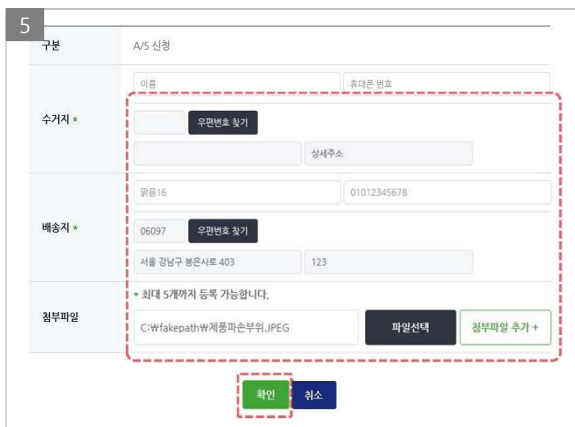 5
구분 A/S 신청
이름 휴대폰 번호
수거지 *
우편번호 찾기
상세주소
맑음16 01012345678
배송지 *
06097 우편번호 찾기
서울 강남구 봉은사로 403 123
* 최대 5개까지 등록 가능합니다.
첨부파일
C:₩fakepath₩제품파손부위.JPEG 파일선택 첨부파일 추가 +
확인 취소